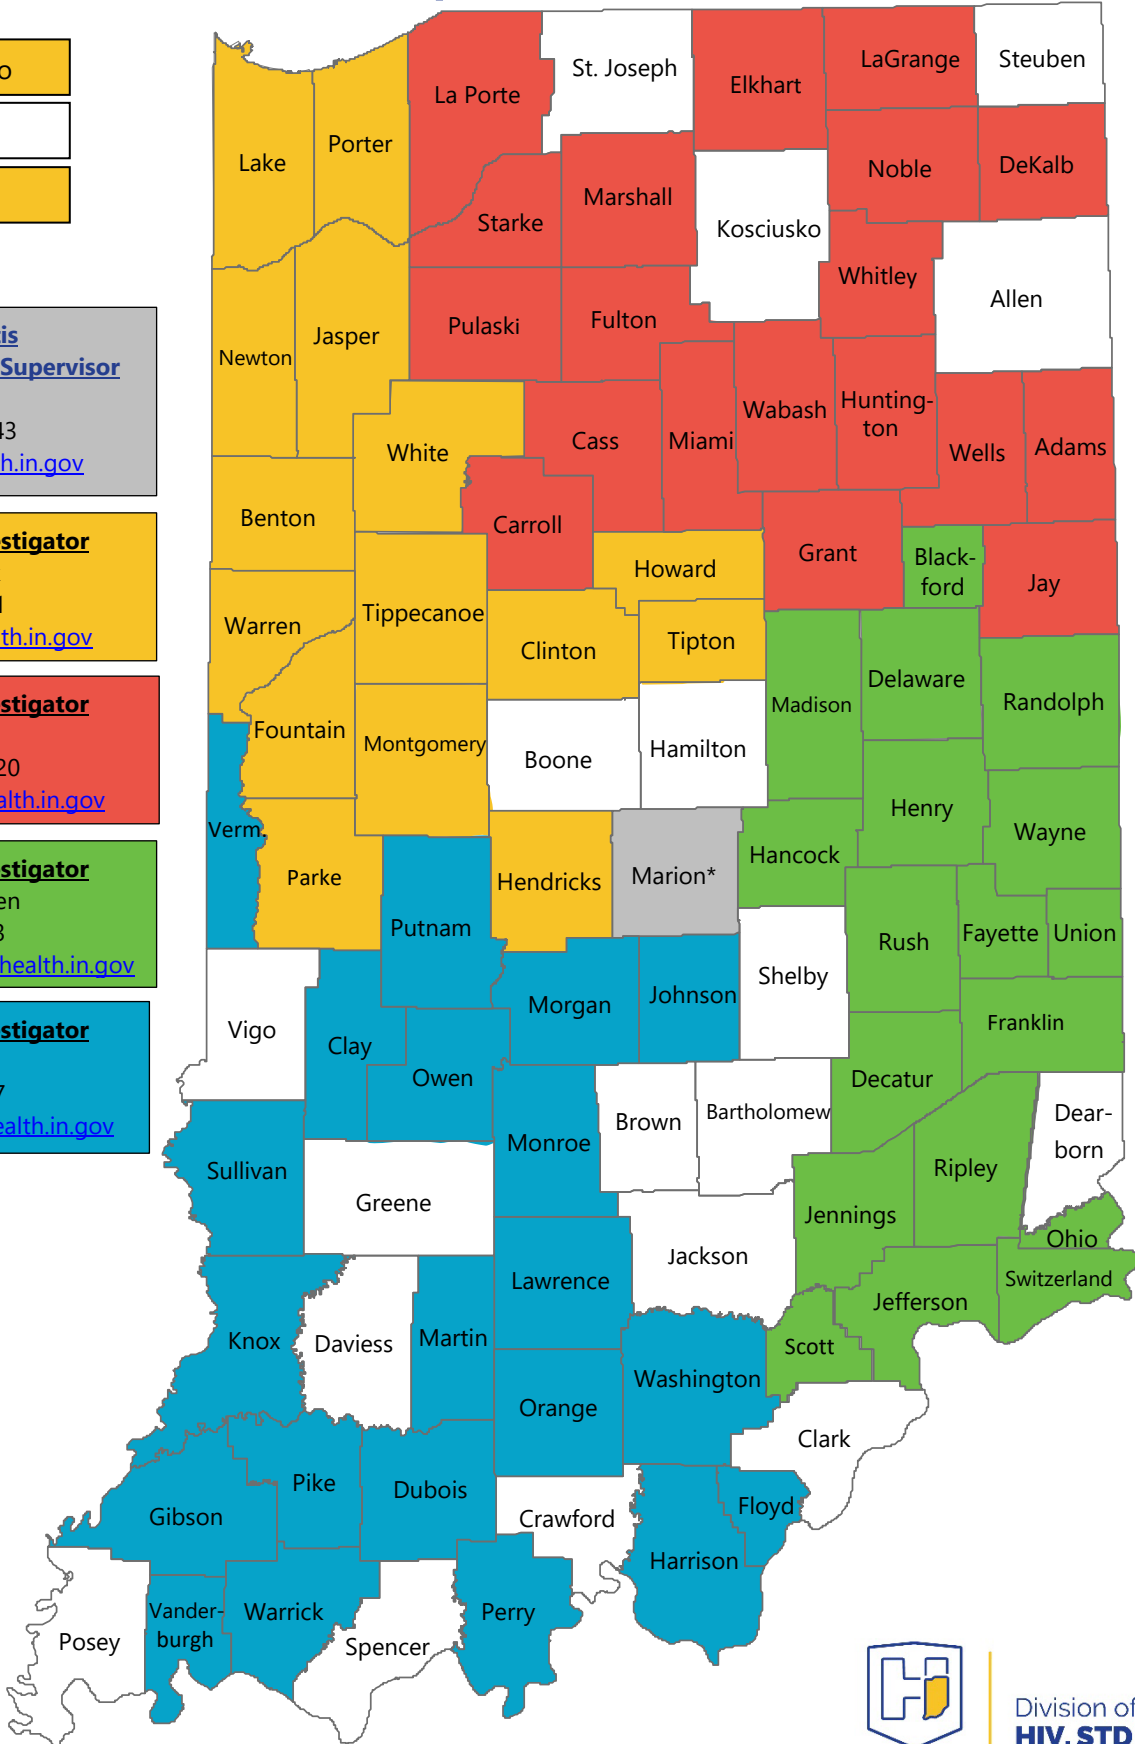 o
is
Supervisor
43
h.in.gov
stigator
th.in.gov
stigator
20
alth.in.gov
stigator
en
3
health.in.gov
stigator
7
ealth.in.gov
La Porte
St. Joseph
Elkhart
LaGrange
Steuben
Lake
Porter
Starke
Marshall
Kosciusko
Noble
DeKalb
Whitley
Allen
Newton
Jasper
Pulaski
Fulton
White
Cass
Miami
Wabash
Hunting-
ton
Wells
Adams
Benton
Carroll
Howard
Grant
Black-
ford
Jay
Warren
Tippecanoe
Clinton
Tipton
Madison
Delaware
Randolph
Fountain
Montgomery
Boone
Hamilton
Henry
Wayne
Verm.
Parke
Putnam
Hendricks
Marion*
Hancock
Rush
Fayette
Union
Vigo
Clay
Owen
Morgan
Johnson
Shelby
Franklin
Decatur
Sullivan
Greene
Monroe
Brown
Bartholomew
Dear-
born
Ripley
Jennings
Ohio
Switzerland
Jefferson
Knox
Daviess
Martin
Lawrence
Jackson
Scott
Orange
Washington
Clark
Gibson
Pike
Dubois
Crawford
Floyd
Harrison
Posey
Vander-
burgh
Warrick
Spencer
Perry
Division of
HIV, STD